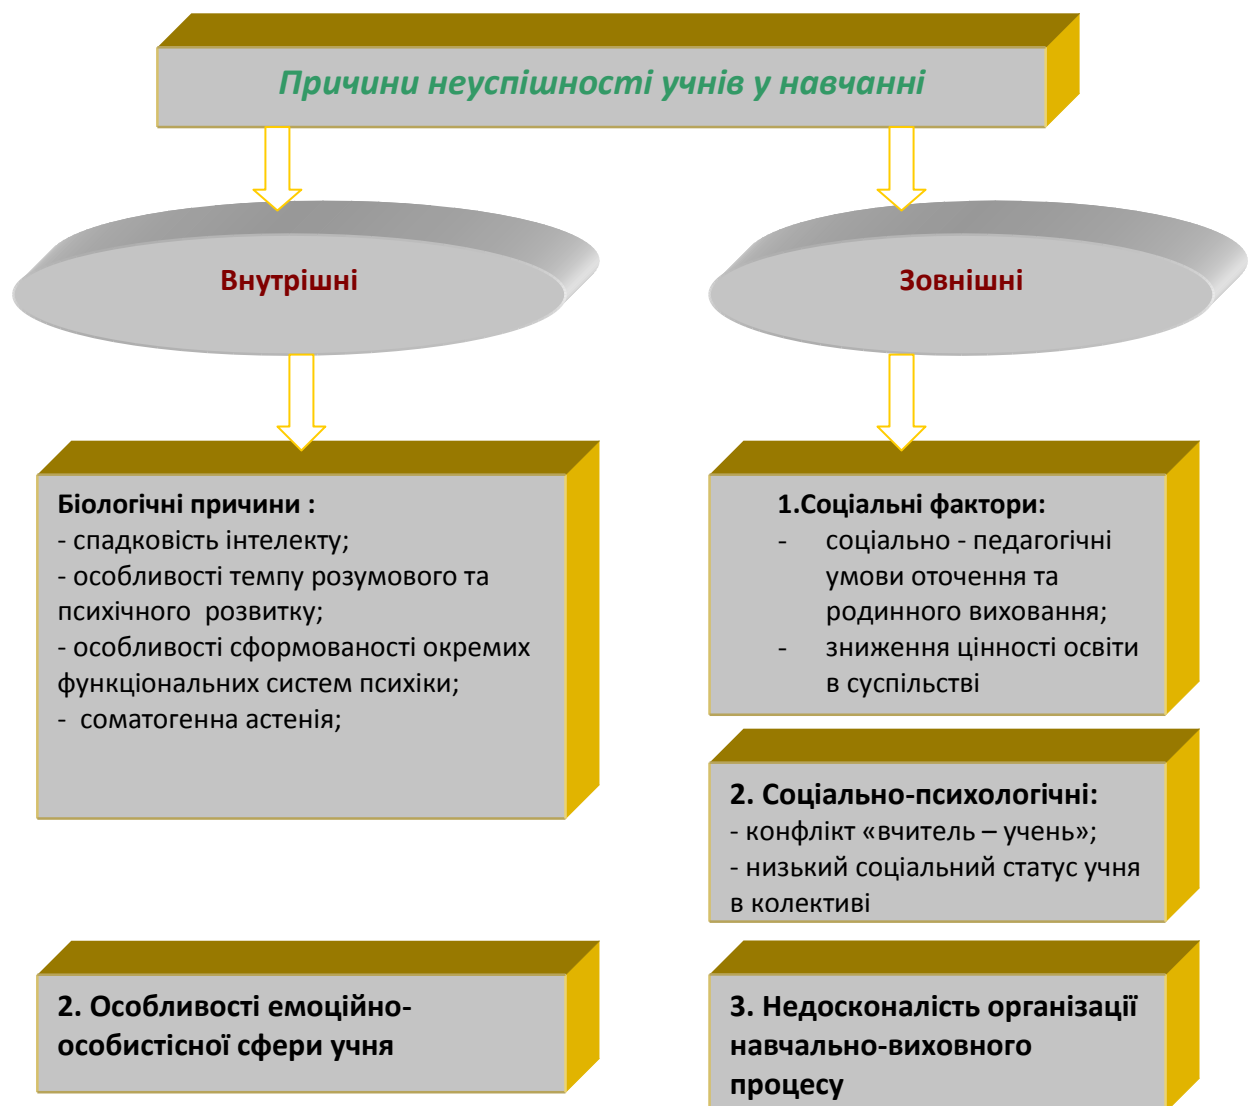 Причини неуспішності учнів у навчанні
Внутрішні
Зовнішні
Біологічні причини :
- спадковість інтелекту;
- особливості темпу розумового та
психічного  розвитку;
- особливості сформованості окремих
функціональних систем психіки;
-  соматогенна астенія;
2. Особливості емоційно-
особистісної сфери учня
1.Соціальні фактори:
- соціально - педагогічні
умови оточення та
родинного виховання;
- зниження цінності освіти
в суспільстві
2. Соціально-психологічні:
- конфлікт «вчитель – учень»;
- низький соціальний статус учня
в колективі
3. Недосконалість організації
навчально-виховного
процесу